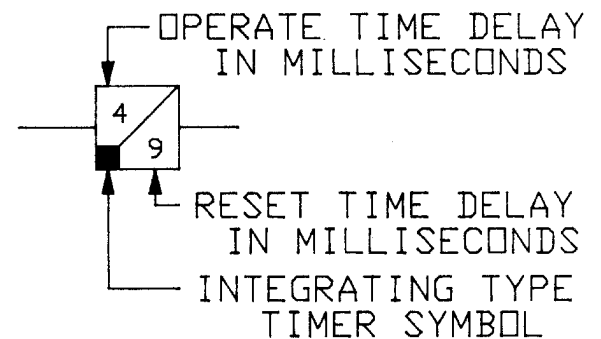 OPERATE TIME DELAY
IN MILLISECONDS
4
9
RESET TIME DELAY
IN MILLISECONDS
INTEGRATING TYPE
TIMER SYMBOL